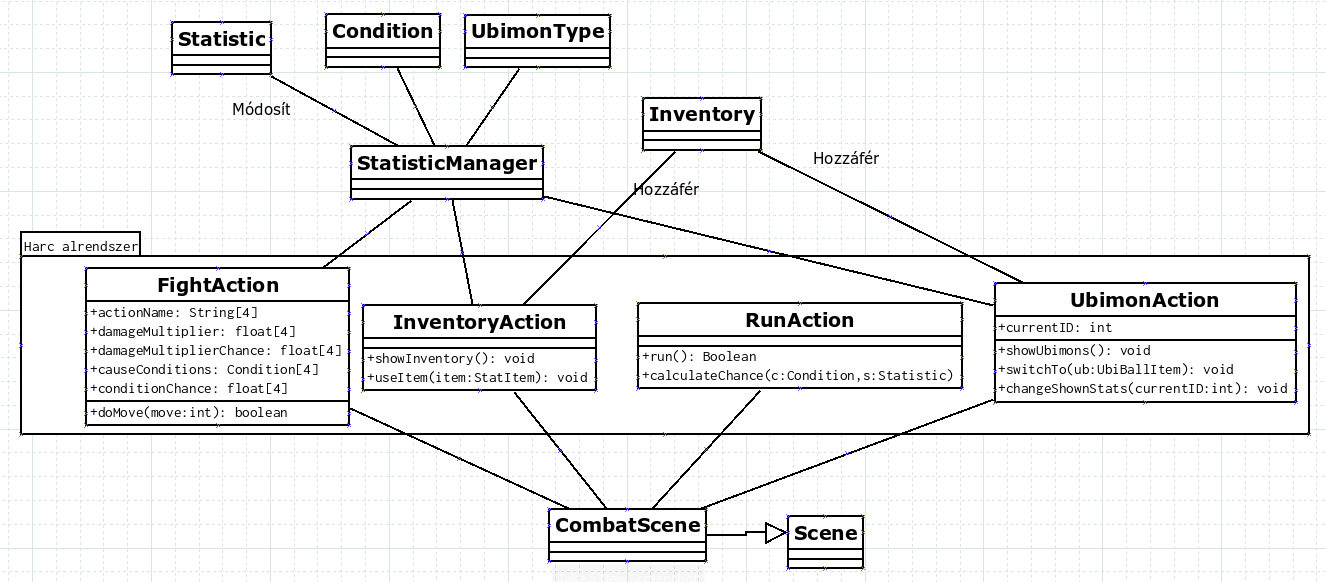 Statistic
Condition
UbimonType
Módosít
Inventory
StatisticManager
Hozzáfér
Hozzáfér
Harc alrendszer
FightAction
+actionName: String[4]
+damageMultiplier: float[4]
+damageMultiplierChance: float[4]
+causeConditions: Condition[4]
+conditionChance: float[4]
+doMove(move:int): boolean
InventoryAction
+showInventory(): void
+useItem(item:StatItem): void
RunAction
+run(): Boolean
+calculateChance(c:Condition,s:Statistic)
UbimonAction
+currentID: int
+showUbimons(): void
+switchTo(ub:UbiBallItem): void
+changeShownStats(currentID:int): void
CombatScene
Scene